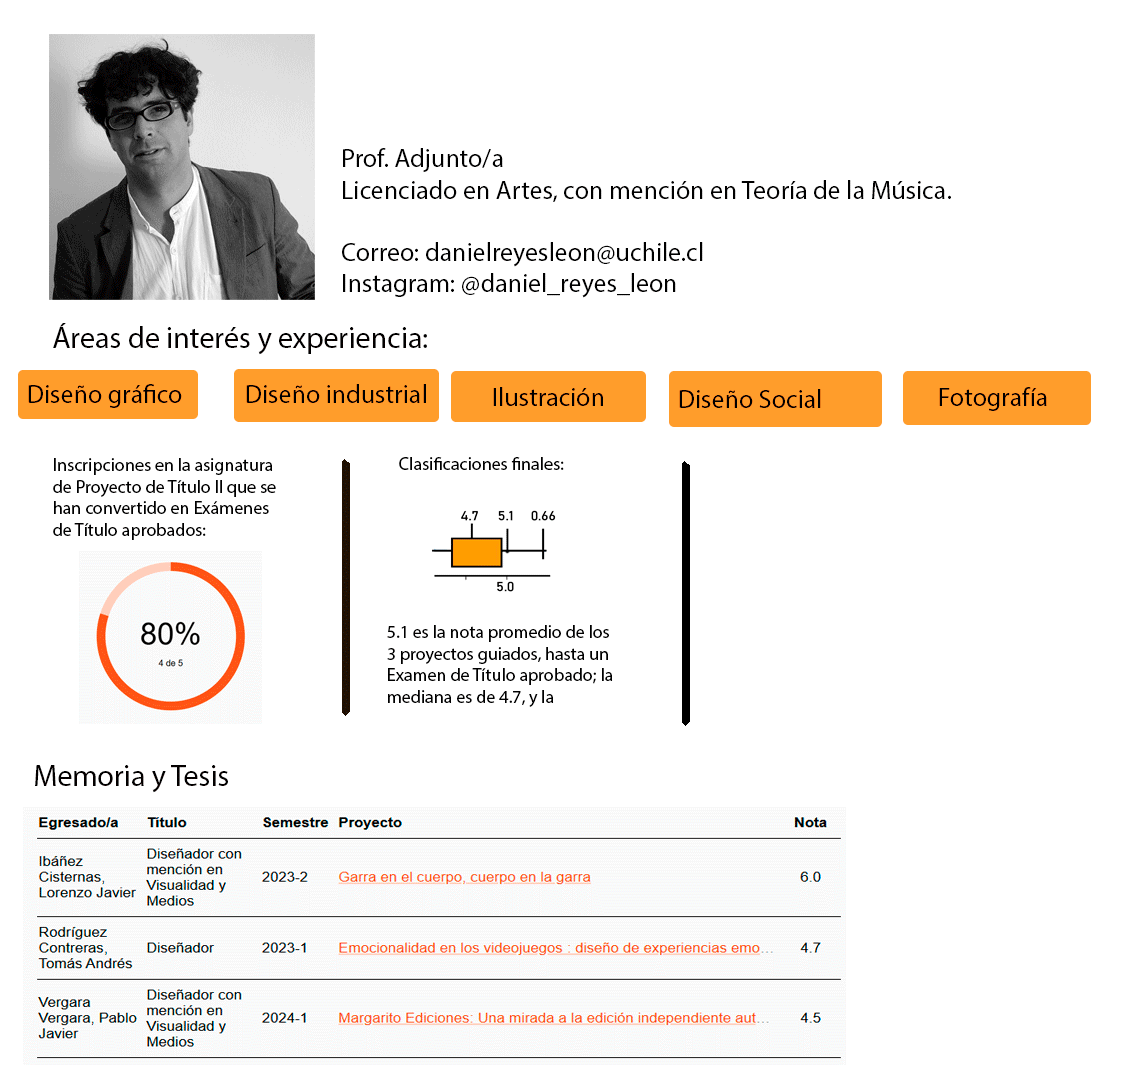 Prof. Adjunto/a
Licenciado en Artes, con mención en Teoría de la Música.
Correo: danielreyesleon@uchile.cl
Instagram: @daniel_reyes_leon
Áreas de interés y experiencia:
Diseño gráfico
Diseño industrial
Ilustración
Diseño Social
Fotografía
Inscripciones en la asignatura
de Proyecto de Título II que se
han convertido en Exámenes
de Título aprobados:
80%
4 de 5
Clasificaciones finales:
4.7 5.1 0.66
5.0
5.1 es la nota promedio de los
3 proyectos guiados, hasta un
Examen de Título aprobado; la
mediana es de 4.7, y la
Memoria y Tesis
Egresado/a Titulo Semestre Proyecto Nota
Ibáñez
Cisternas,
Lorenzo Javier
Diseñador con
mención en
Visualidad y
Medios
2023-2
Garra en el cuerpo, cuerpo en la garra
6.0
Rodríguez
Contreras,
Tomás Andrés
Diseñador
2023-1
Emocionalidad en los videojuegos : diseño de experiencias emo...
4.7
Vergara
Vergara, Pablo
Javier
Diseñador con
mención en
Visualidad y
Medios
2024-1
Margarito Ediciones: Una mirada a la edición independiente aut...
4.5